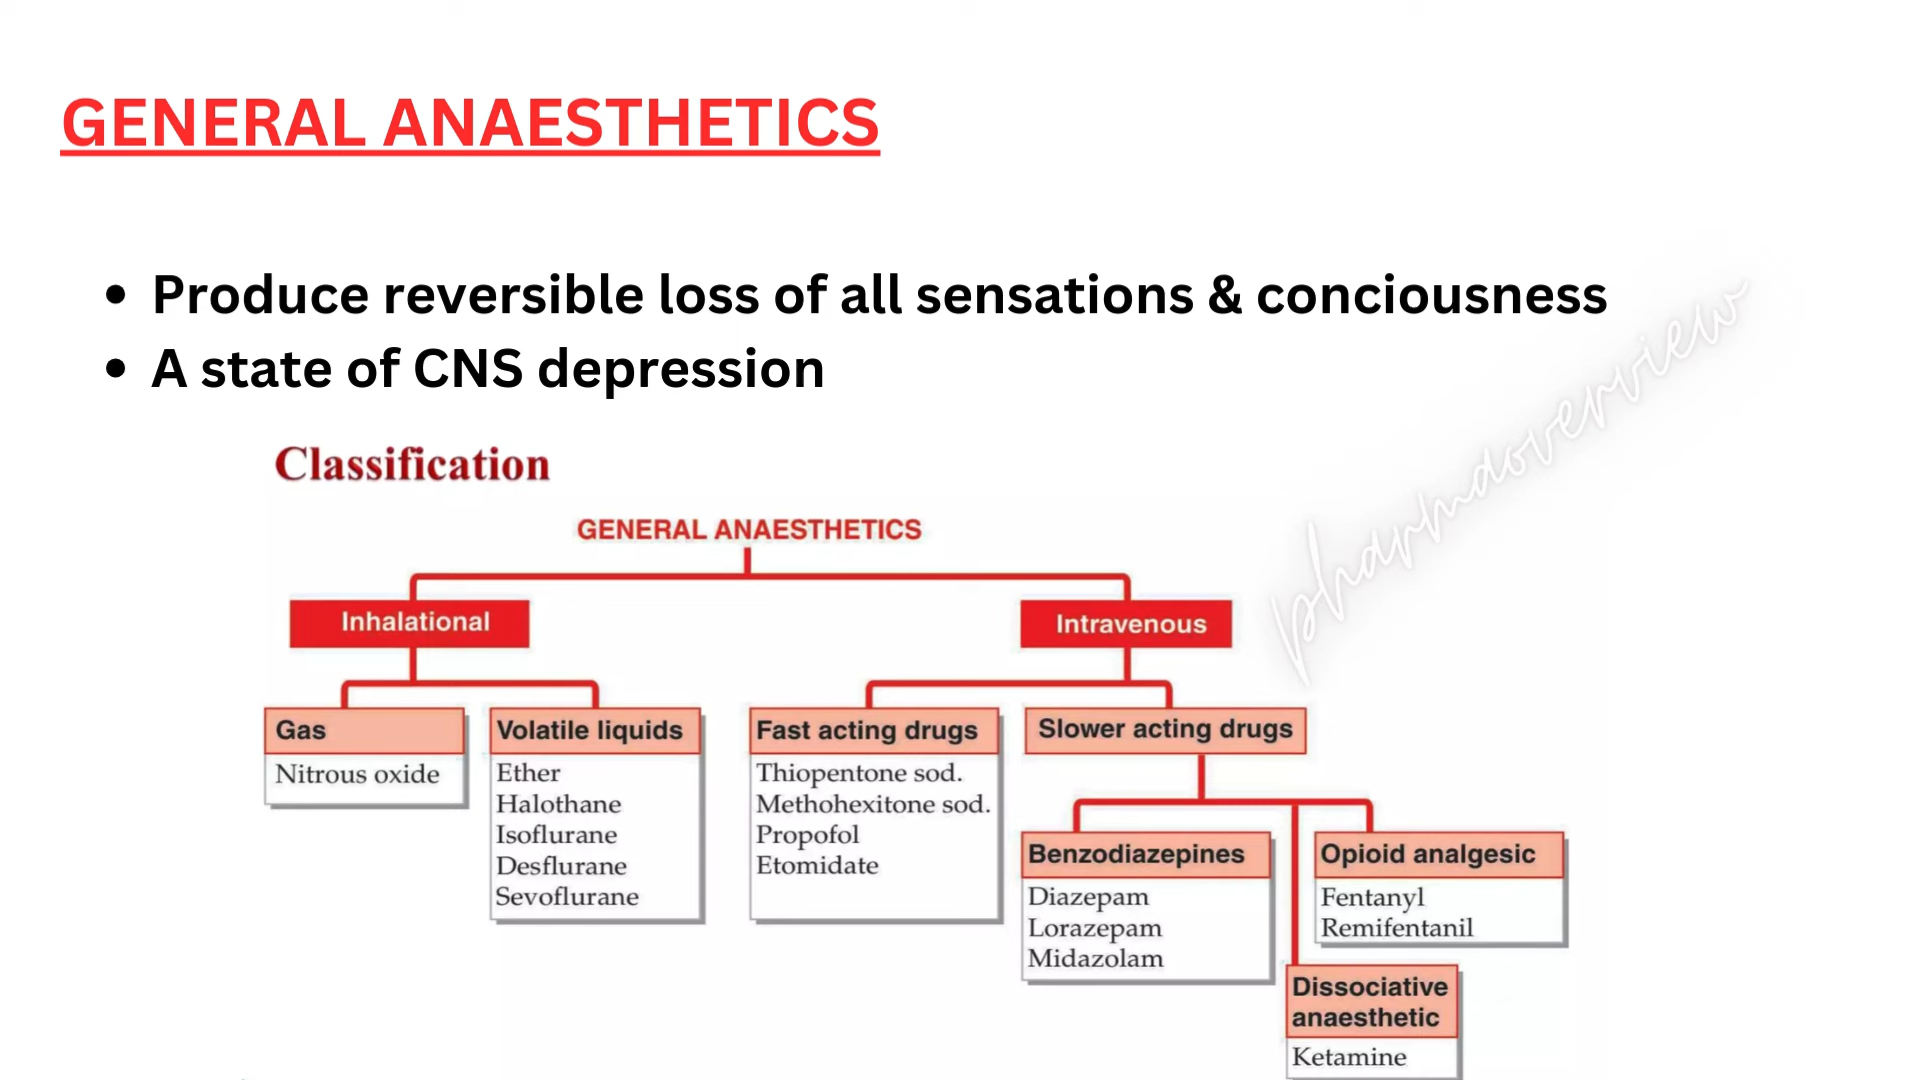 GENERAL ANAESTHETICS
• Produce reversible loss of all sensations & conciousness
• A state of CNS depression
pharmdoverview
Classification
GENERAL ANAESTHETICS
Inhalational
Intravenous
Gas
Nitrous oxide
Volatile liquids
Ether
Halothane
Isoflurane
Desflurane
Sevoflurane
Fast acting drugs
Thiopentone sod.
Methohexitone sod.
Propofol
Etomidate
Slower acting drugs
Benzodiazepines
Diazepam
Lorazepam
Midazolam
Opioid analgesic
Fentanyl
Remifentanil
Dissociative
anaesthetic
Ketamine